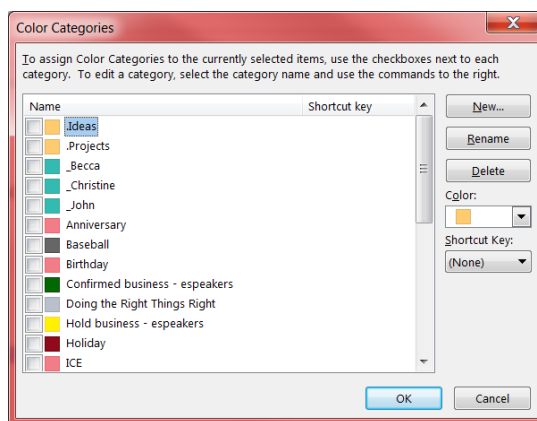 Color Categories
To assign Color Categories to the currently selected items, use the checkboxes next to each
category.  To edit a category, select the category name and use the commands to the right.
Name Shortcut key
.Ideas
.Projects
_Becca
_Christine
_John
Anniversary
Baseball
Birthday
Confirmed business - espeakers
Doing the Right Things Right
Hold business - espeakers
Holiday
ICE
New...
Rename
Delete
Color:
Shortcut Key:
(None)
OK Cancel